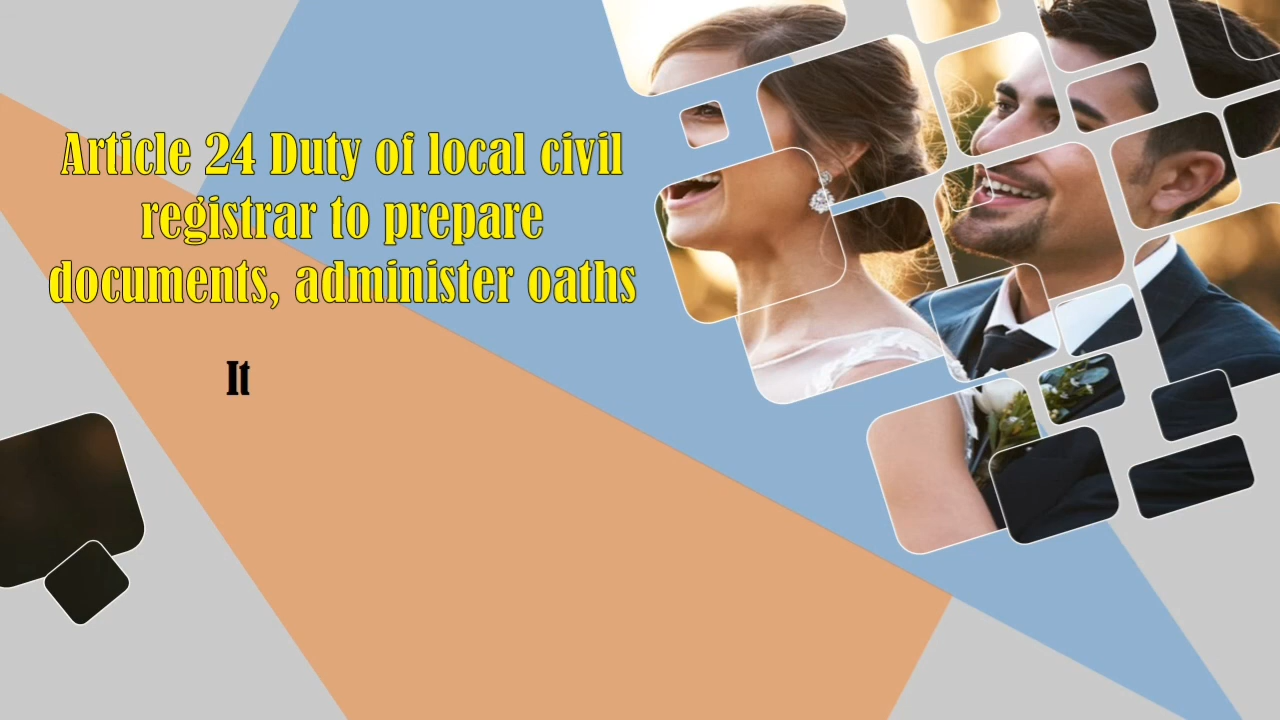 Article 24 Duty of local civil
registrar to prepare
documents, administer oaths
It